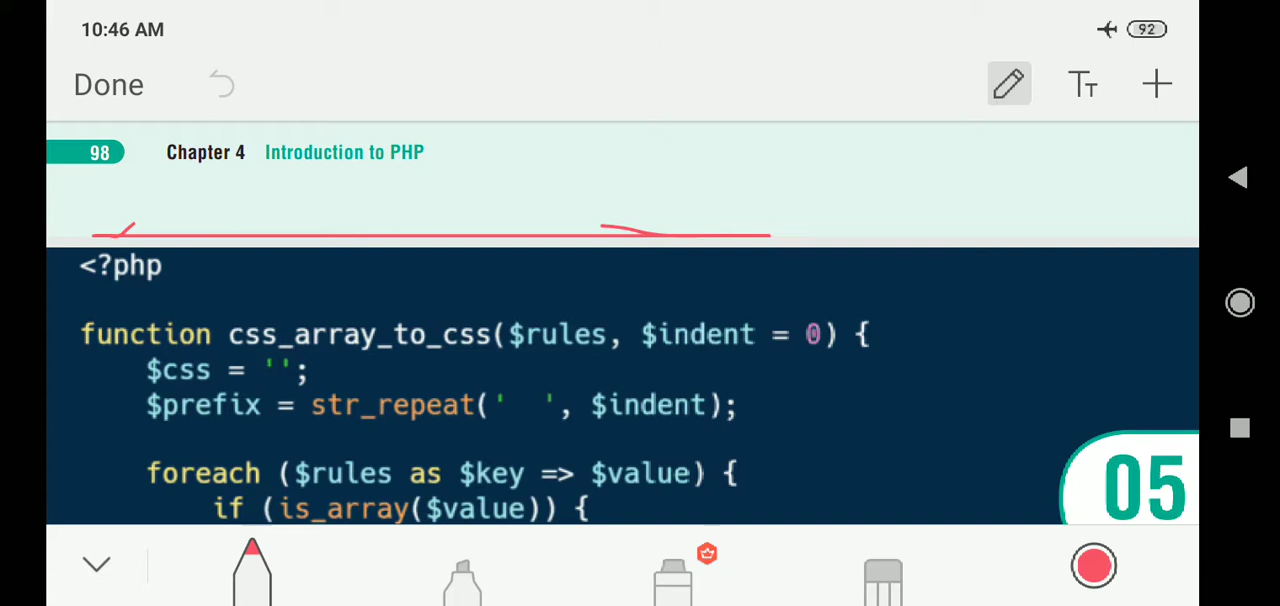 10:46 AM 92
Done TT
98 Chapter 4 Introduction to PHP
<?php
function css_array_to_css($rules, $indent = 0) {
    $css = '';
    $prefix = str_repeat('  ', $indent);
    foreach ($rules as $key => $value) {
        if (is_array($value)) {
05